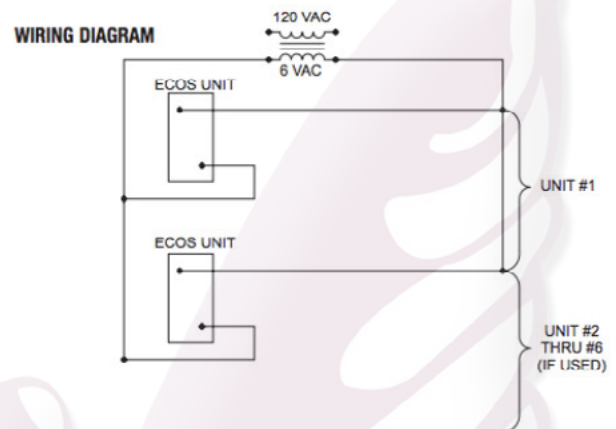 120 VAC
WIRING DIAGRAM
6 VAC
ECOS UNIT
UNIT #1
ECOS UNIT
UNIT #2
THRU #6
(IF USED)